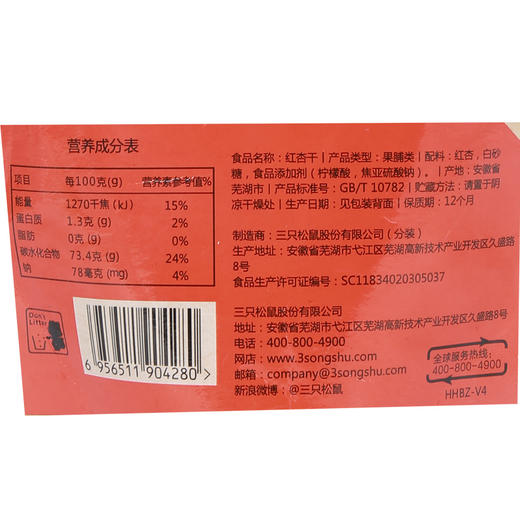 营养成分表
项目 每100克(g) 营养素参考值%
能量 1270千焦(kJ) 15%
蛋白质 1.3克(g) 2%
脂肪 0克(g) 0%
碳水化合物 73.4克(g) 24%
钠 78毫克(mg) 4%
Don't
Litter
6 956511 904280 >
食品名称：红杏干 | 产品类型：果脯类 | 配料：红杏，白砂
糖，食品添加剂（柠檬酸，焦亚硫酸钠）。 | 产地：安徽省
芜湖市 | 产品标准号：GB/T 10782 | 贮藏方法：请置于阴
凉干燥处 | 生产日期：见包装背面 | 保质期：12个月
制造商：三只松鼠股份有限公司（分装）
生产地址：安徽省芜湖市弋江区芜湖高新技术产业开发区久盛路
8号
食品生产许可证编号：SC11834020305037
三只松鼠股份有限公司
地址：安徽省芜湖市弋江区芜湖高新技术产业开发区久盛路8号
电话：400-800-4900
网店：www.3songshu.com
邮箱：company@3songshu.com
新浪微博：@三只松鼠
全球服务热线：
400-800-4900
HHBZ-V4